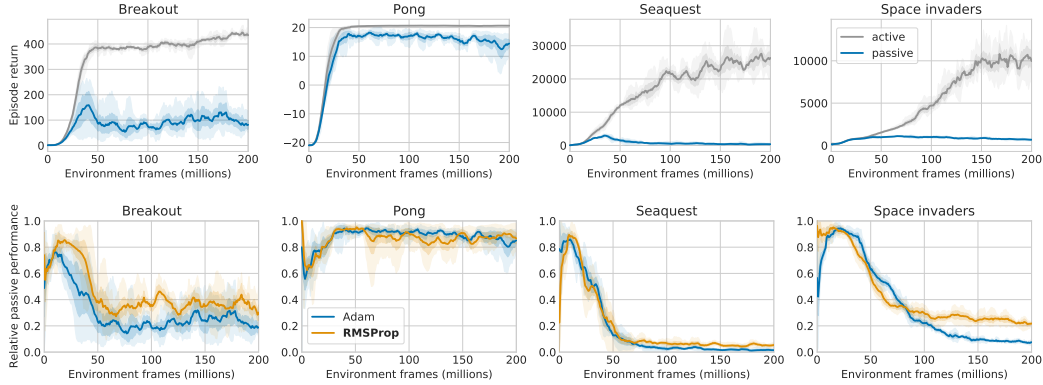 Breakout
Pong
Seaquest
Space invaders
Episode return
400
300
200
100
0
0 50 100 150 200
Environment frames (millions)
20
10
0
−10
−20
0 50 100 150 200
Environment frames (millions)
30000
20000
10000
0
0 50 100 150 200
Environment frames (millions)
active
passive
10000
5000
0
0 50 100 150 200
Environment frames (millions)
Breakout
Pong
Seaquest
Space invaders
Relative passive performance
1.0
0.8
0.6
0.4
0.2
0.0
0 50 100 150 200
Environment frames (millions)
1.0
0.8
0.6
0.4
0.2
0.0
Adam
RMSProp
0 50 100 150 200
Environment frames (millions)
1.0
0.8
0.6
0.4
0.2
0.0
0 50 100 150 200
Environment frames (millions)
1.0
0.8
0.6
0.4
0.2
0.0
0 50 100 150 200
Environment frames (millions)